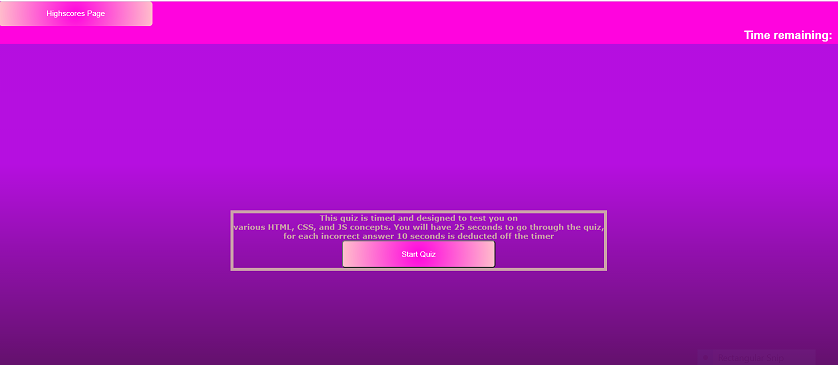 Highscores Page
Time remaining:
This quiz is timed and designed to test you on
various HTML, CSS, and JS concepts. You will have 25 seconds to go through the quiz,
for each incorrect answer 10 seconds is deducted off the timer
Start Quiz